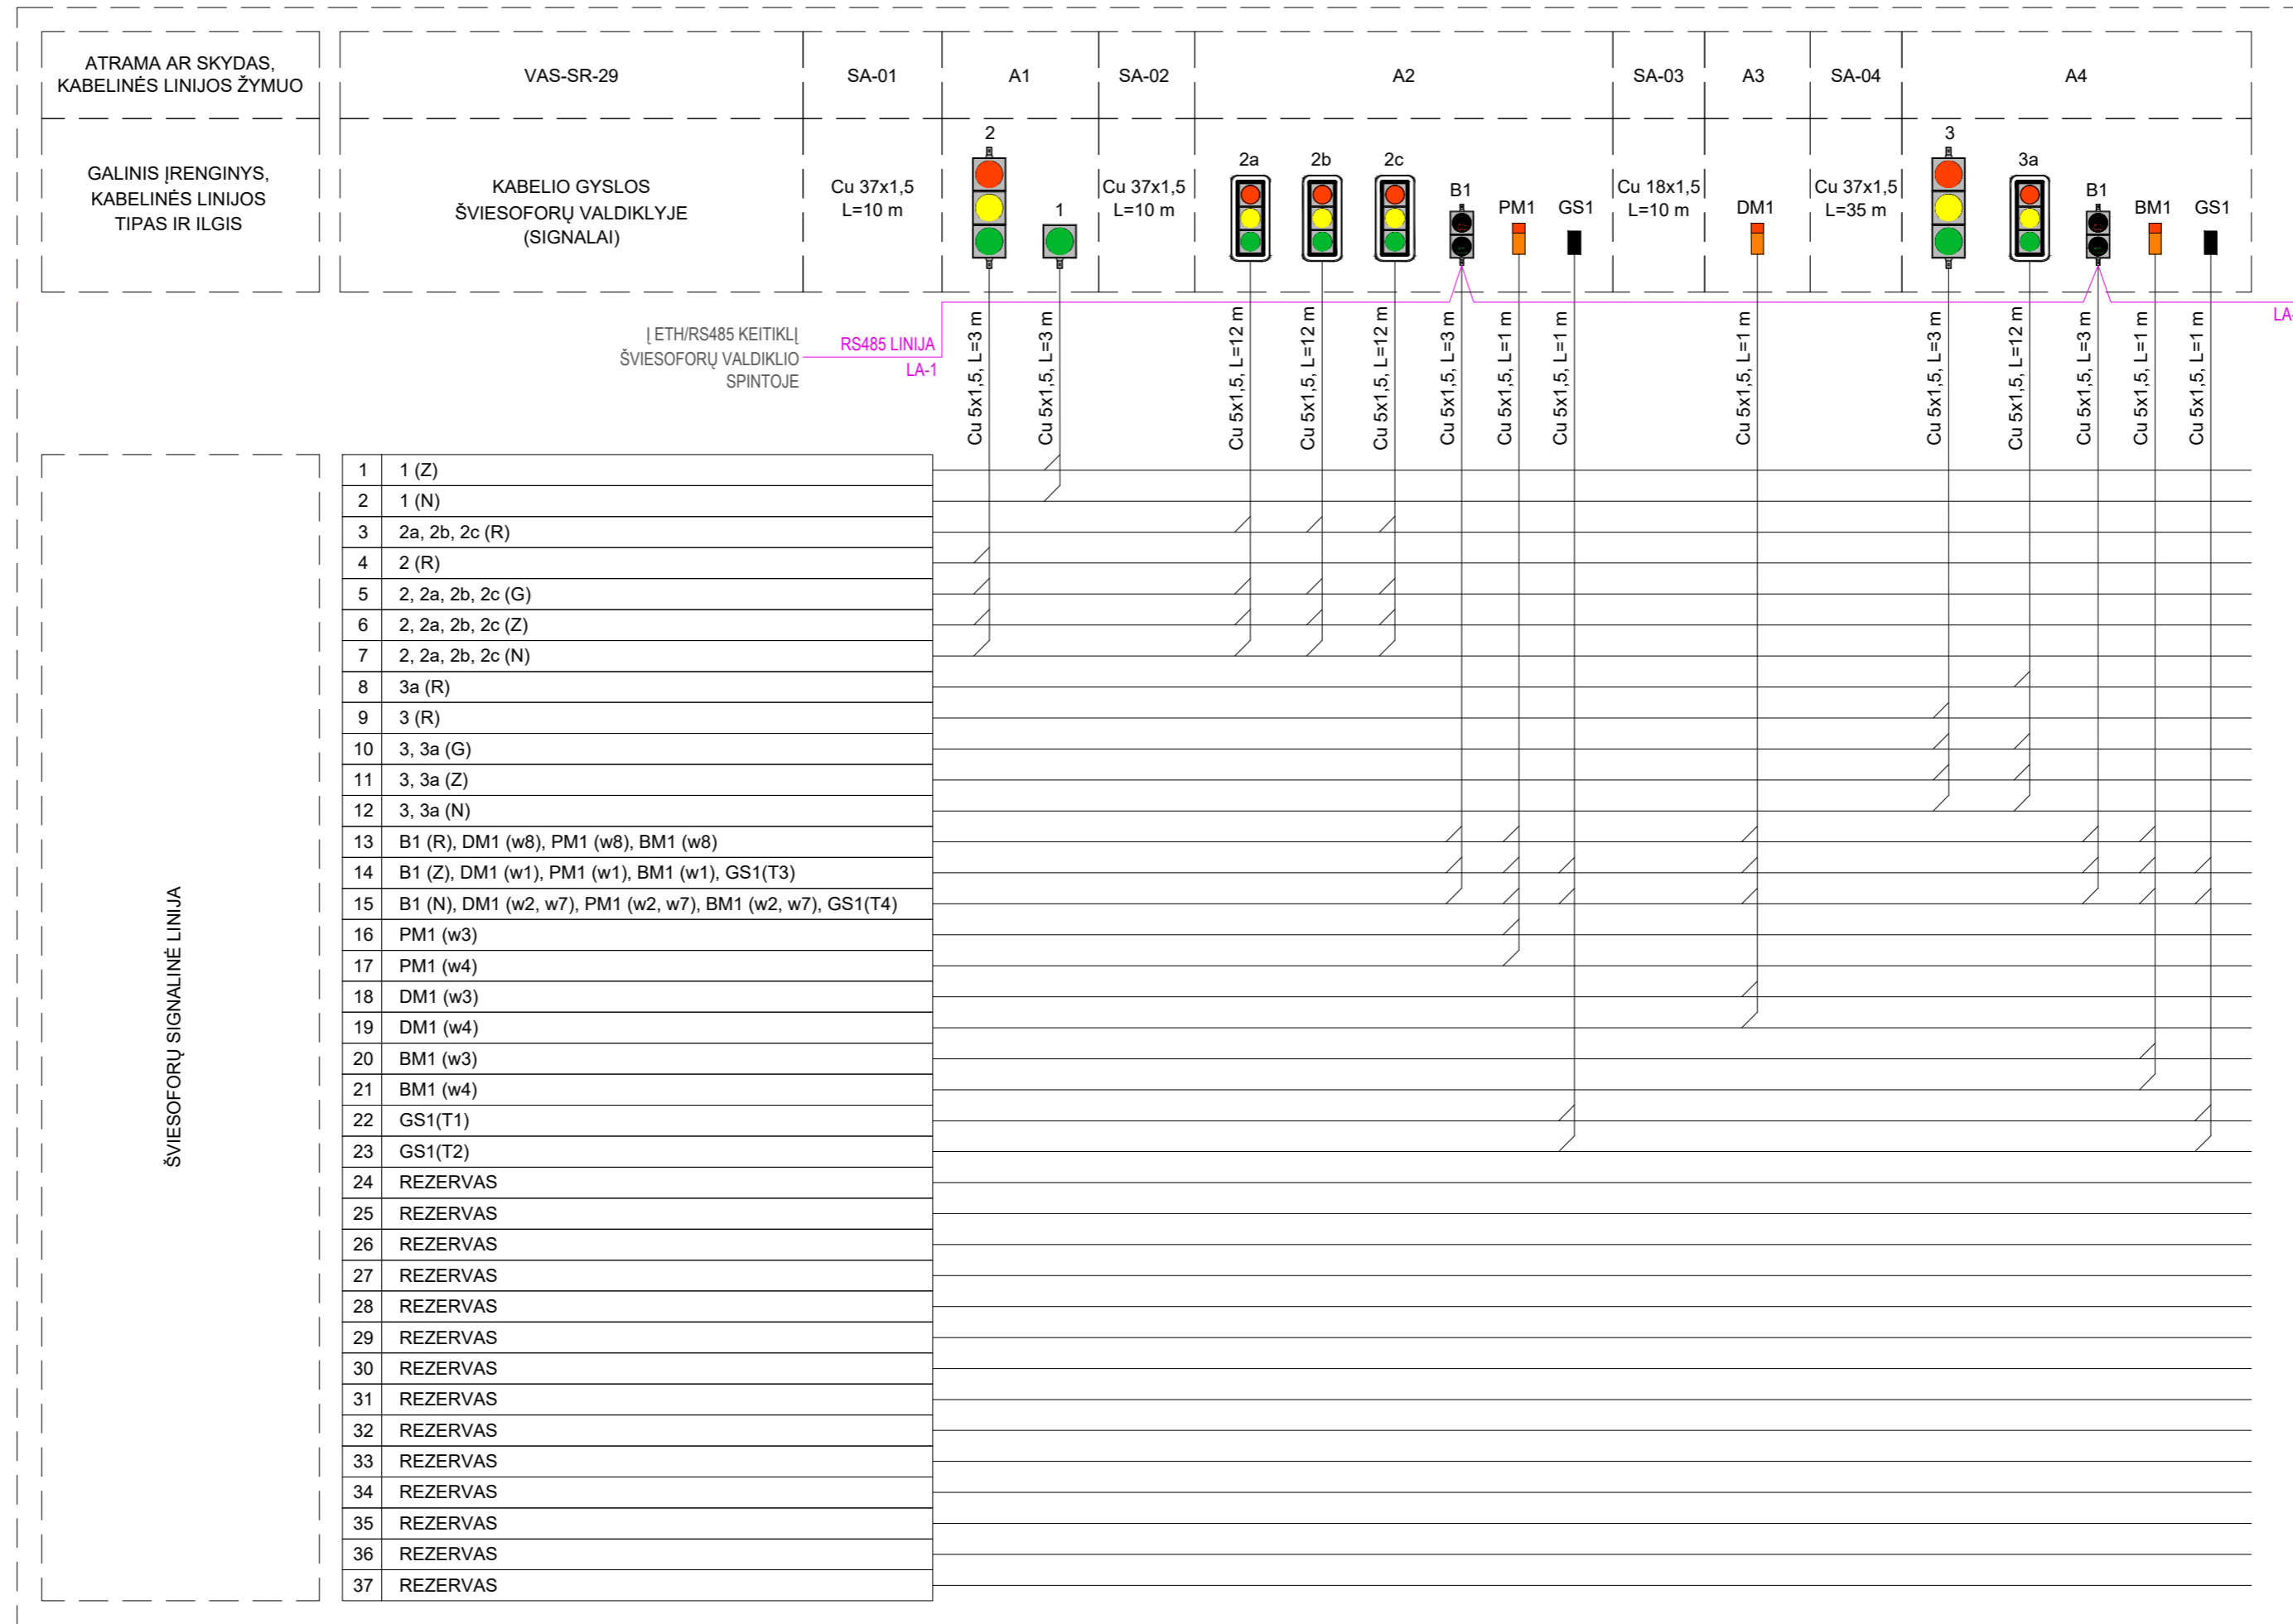 ATRAMA AR SKYDAS,
KABELINĖS LINIJOS ŽYMUO
VAS-SR-29
SA-01
A1
SA-02
A2
SA-03
A3
SA-04
A4
GALINIS ĮRENGINYS,
KABELINĖS LINIJOS
TIPAS IR ILGIS
KABELIO GYSLOS
ŠVIESOFORŲ VALDIKLYJE
(SIGNALAI)
Cu 37x1,5
L=10 m
2
1
Cu 37x1,5
L=10 m
2a
2b
2c
B1
PM1
GS1
Cu 18x1,5
L=10 m
DM1
Cu 37x1,5
L=35 m
3
3a
B1
BM1
GS1
Į ETH/RS485 KEITIKLĮ
ŠVIESOFORŲ VALDIKLIO
SPINTOJE
RS485 LINIJA
LA-1
Cu 5x1,5, L=3 m
Cu 5x1,5, L=3 m
Cu 5x1,5, L=12 m
Cu 5x1,5, L=12 m
Cu 5x1,5, L=12 m
Cu 5x1,5, L=3 m
Cu 5x1,5, L=1 m
Cu 5x1,5, L=1 m
Cu 5x1,5, L=1 m
Cu 5x1,5, L=3 m
Cu 5x1,5, L=12 m
Cu 5x1,5, L=3 m
Cu 5x1,5, L=1 m
Cu 5x1,5, L=1 m
ŠVIESOFORŲ SIGNALINĖ LINIJA
1 1 (Z)
2 1 (N)
3 2a, 2b, 2c (R)
4 2 (R)
5 2, 2a, 2b, 2c (G)
6 2, 2a, 2b, 2c (Z)
7 2, 2a, 2b, 2c (N)
8 3a (R)
9 3 (R)
10 3, 3a (G)
11 3, 3a (Z)
12 3, 3a (N)
13 B1 (R), DM1 (w8), PM1 (w8), BM1 (w8)
14 B1 (Z), DM1 (w1), PM1 (w1), BM1 (w1), GS1(T3)
15 B1 (N), DM1 (w2, w7), PM1 (w2, w7), BM1 (w2, w7), GS1(T4)
16 PM1 (w3)
17 PM1 (w4)
18 DM1 (w3)
19 DM1 (w4)
20 BM1 (w3)
21 BM1 (w4)
22 GS1(T1)
23 GS1(T2)
24 REZERVAS
25 REZERVAS
26 REZERVAS
27 REZERVAS
28 REZERVAS
29 REZERVAS
30 REZERVAS
31 REZERVAS
32 REZERVAS
33 REZERVAS
34 REZERVAS
35 REZERVAS
36 REZERVAS
37 REZERVAS